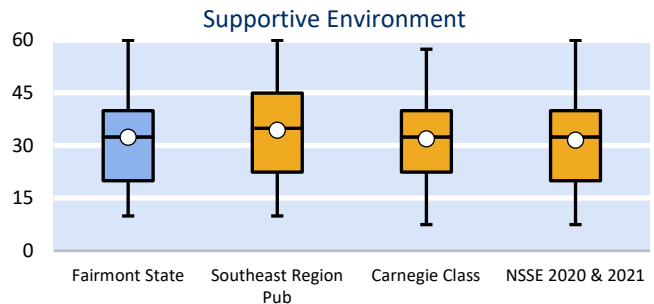 Supportive Environment
60
45
30
15
0
Fairmont State
Southeast Region
Pub
Carnegie Class
NSSE 2020 & 2021